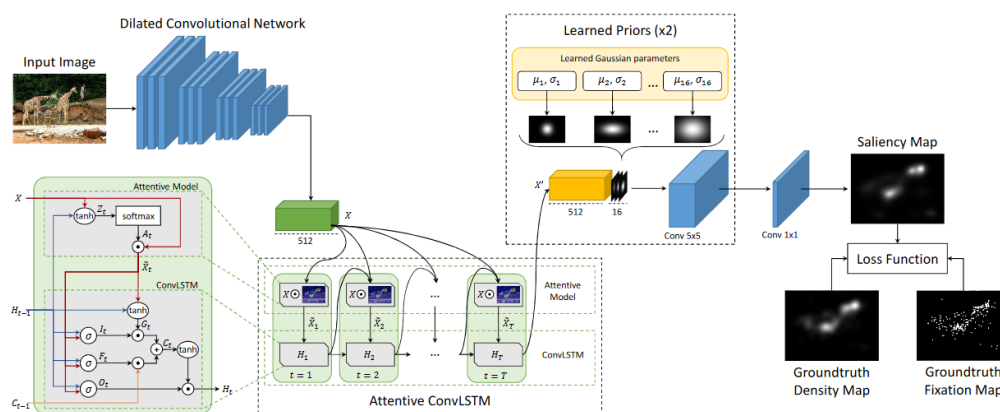 Dilated Convolutional Network
Input Image
Learned Priors (x2)
Learned Gaussian parameters
μ₁, σ₁
μ₂, σ₂
...
μ₁₆, σ₁₆
...
X'
512
16
Conv 5x5
Conv 1x1
Saliency Map
Loss Function
Groundtruth
Density Map
Groundtruth
Fixation Map
Attentive Model
X
tanh
Zₜ
softmax
Aₜ
X̃ₜ
ConvLSTM
Hₜ₋₁
tanh
Gₜ
σ
Iₜ
σ
Fₜ
+
Cₜ
tanh
σ
Oₜ
Hₜ
Cₜ₋₁
X
512
X
X
...
X
Attentive
Model
X̃₁
X̃₂
X̃_T
H₁
H₂
...
H_T
ConvLSTM
t = 1
t = 2
t = T
Attentive ConvLSTM